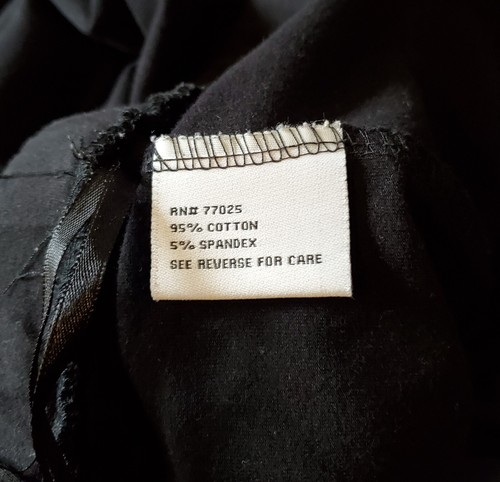 RN# 77025
95% COTTON
5% SPANDEX
SEE REVERSE FOR CARE